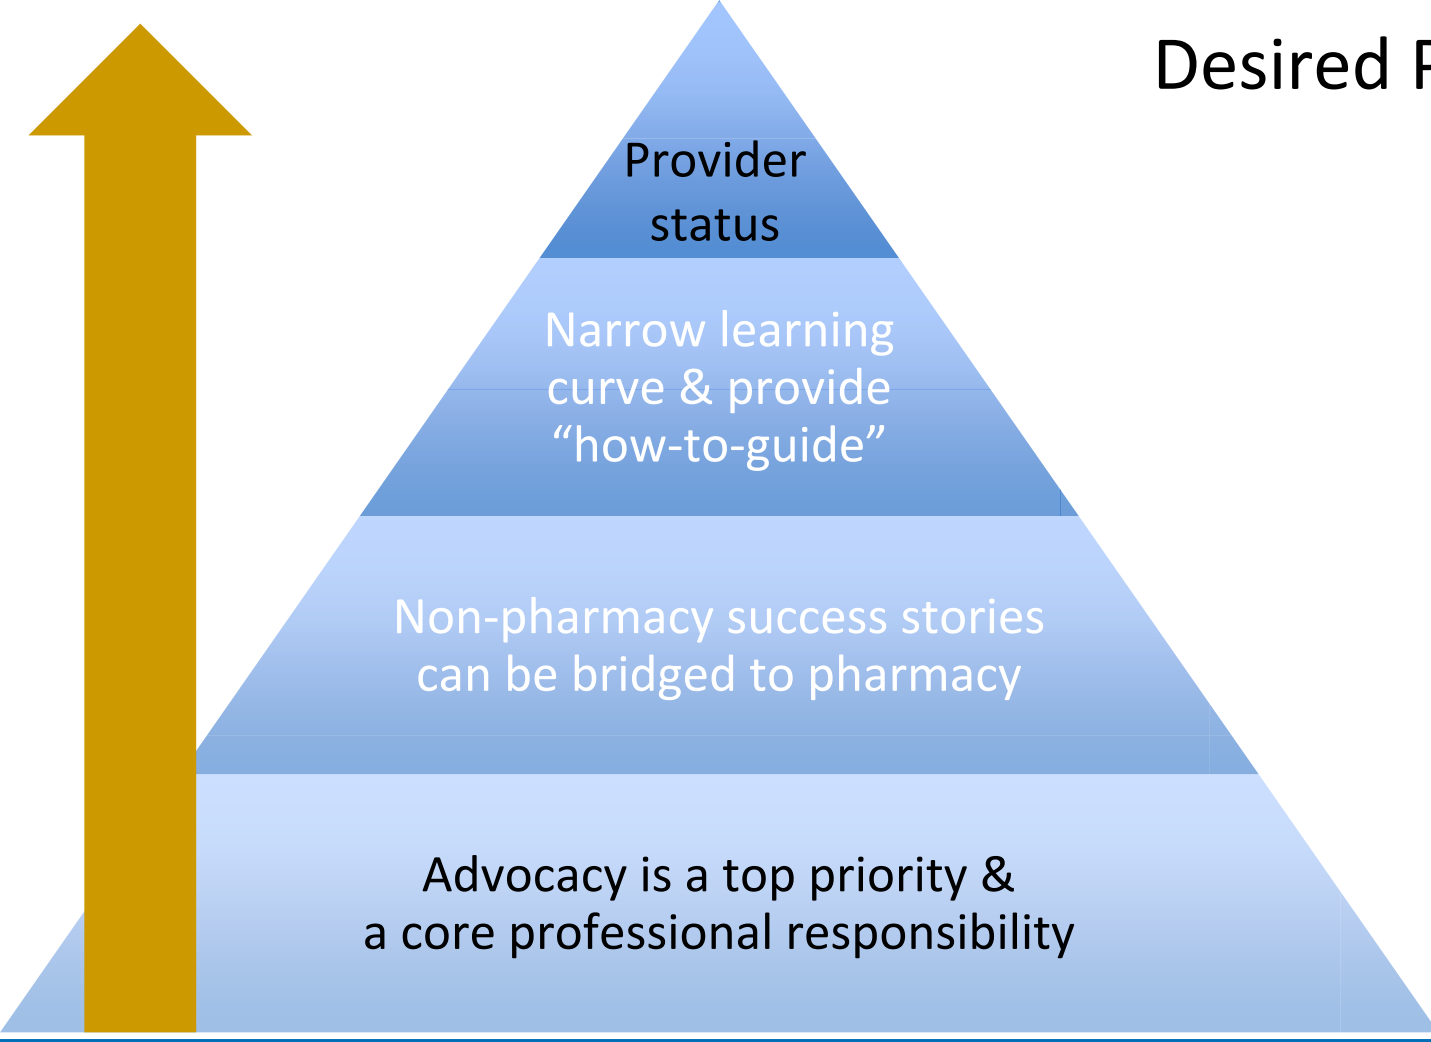 Desired
Provider
status
Narrow learning
curve & provide
“how-to-guide”
Non-pharmacy success stories
can be bridged to pharmacy
Advocacy is a top priority &
a core professional responsibility